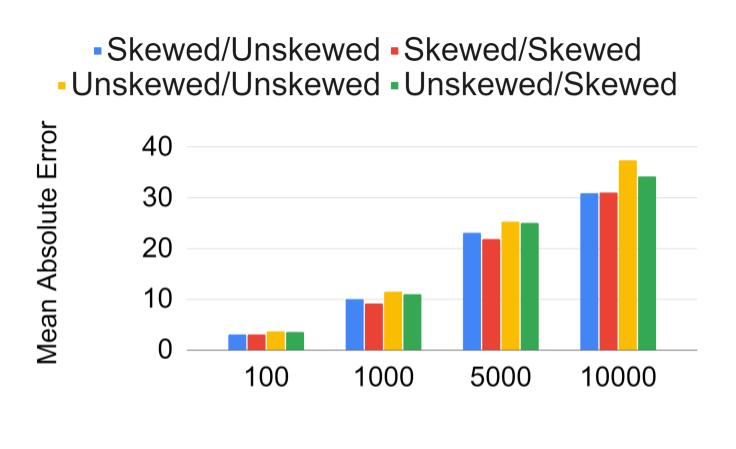 Skewed/Unskewed Skewed/Skewed
Unskewed/Unskewed Unskewed/Skewed
Mean Absolute Error
40
30
20
10
0
100 1000 5000 10000